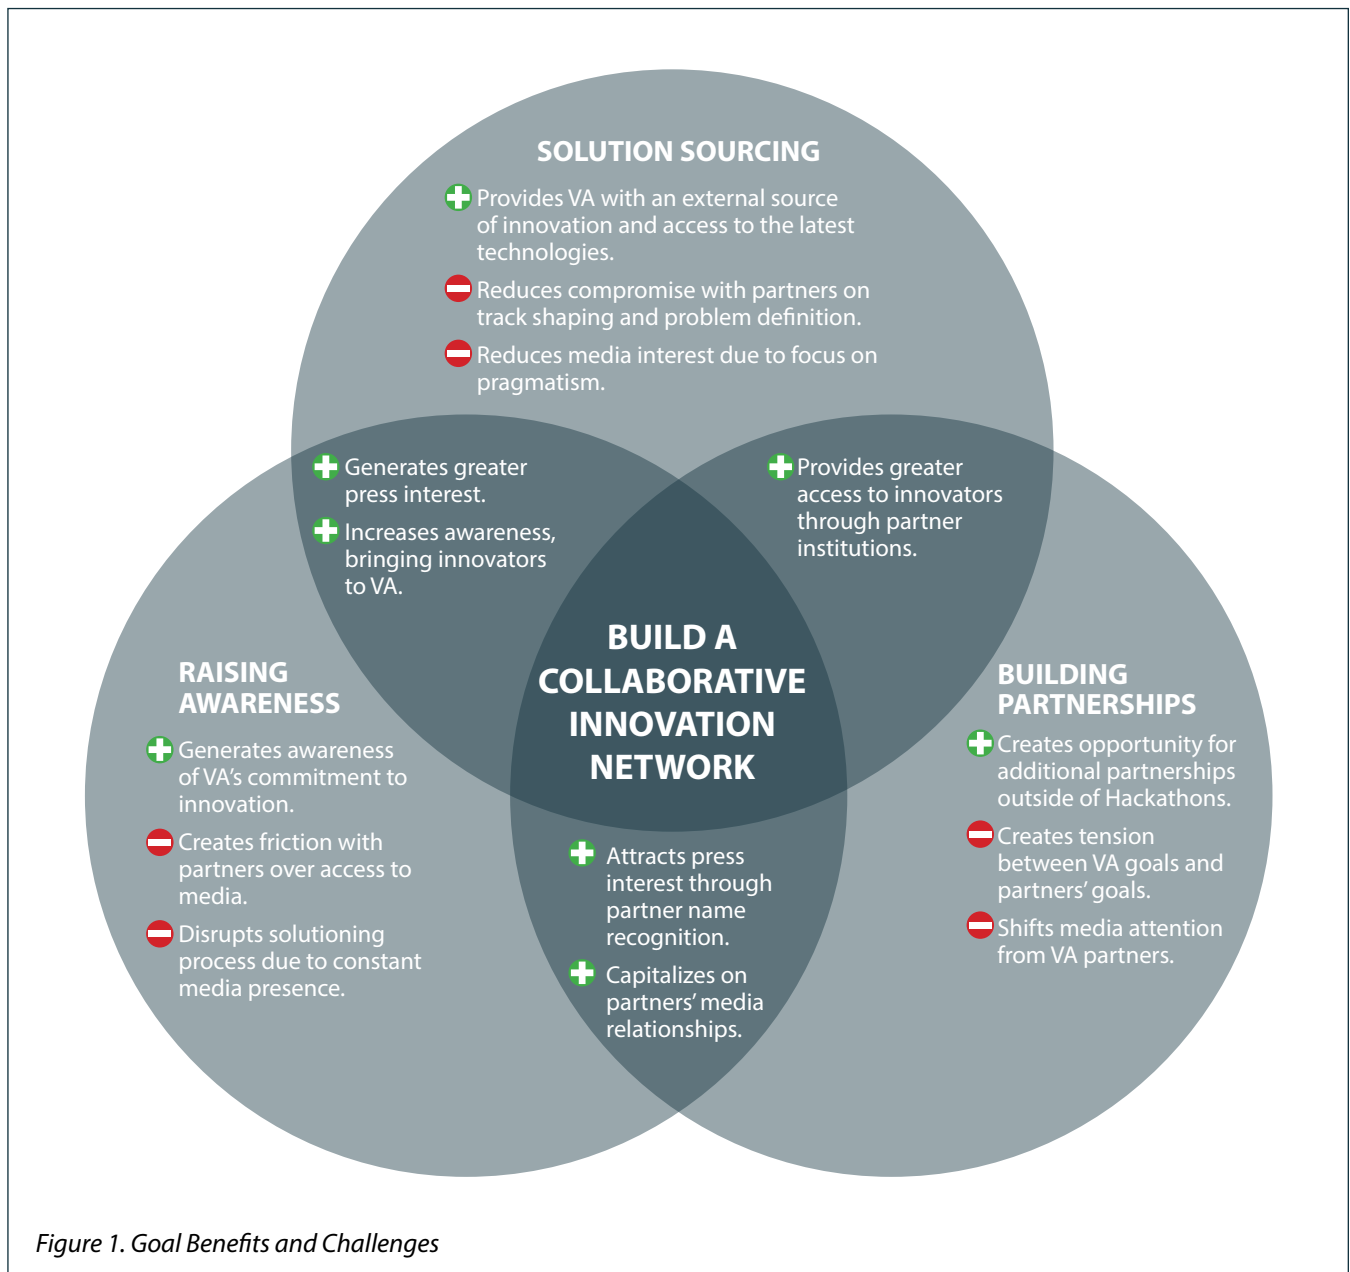 SOLUTION SOURCING
Provides VA with an external source
of innovation and access to the latest
technologies.
Reduces compromise with partners on
track shaping and problem definition.
Reduces media interest due to focus on
pragmatism.
Generates greater
press interest.
Increases awareness,
bringing innovators
to VA.
Provides greater
access to innovators
through partner
institutions.
BUILD A
COLLABORATIVE
INNOVATION
NETWORK
RAISING
AWARENESS
Generates awareness
of VA's commitment to
innovation.
Creates friction with
partners over access to
media.
Disrupts solutioning
process due to constant
media presence.
BUILDING
PARTNERSHIPS
Creates opportunity for
additional partnerships
outside of Hackathons.
Creates tension
between VA goals and
partners' goals.
Shifts media attention
from VA partners.
Attracts press
interest through
partner name
recognition.
Capitalizes on
partners' media
relationships.
Figure 1. Goal Benefits and Challenges